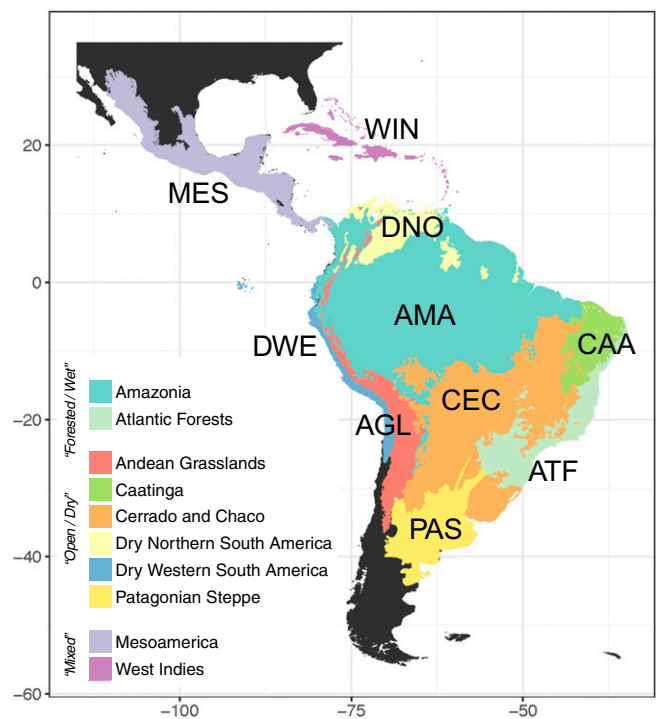 WIN
20
MES
DNO
0
AMA
DWE
CAA
"Forested / Wet"
Amazonia
Atlantic Forests
CEC
−20
AGL
"Open / Dry"
Andean Grasslands
Caatinga
Cerrado and Chaco
Dry Northern South America
Dry Western South America
Patagonian Steppe
ATF
PAS
−40
"Mixed"
Mesoamerica
West Indies
−60
−100
−75
−50